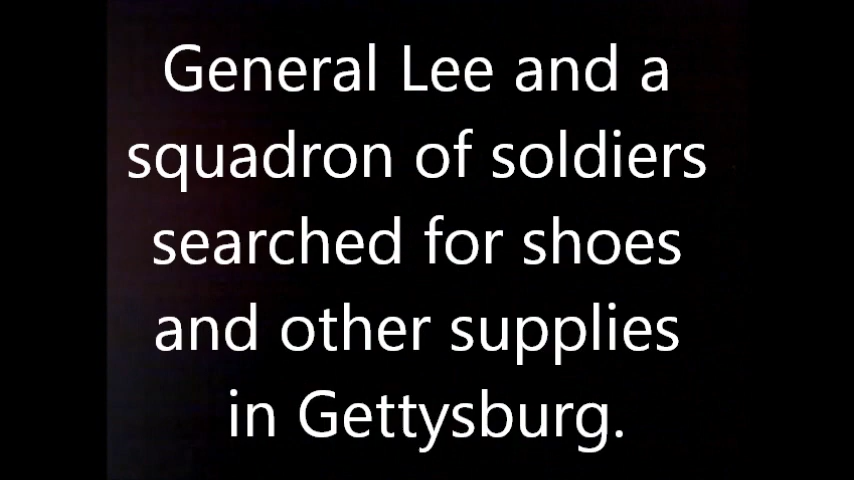 General Lee and a
squadron of soldiers
searched for shoes
and other supplies
in Gettysburg.